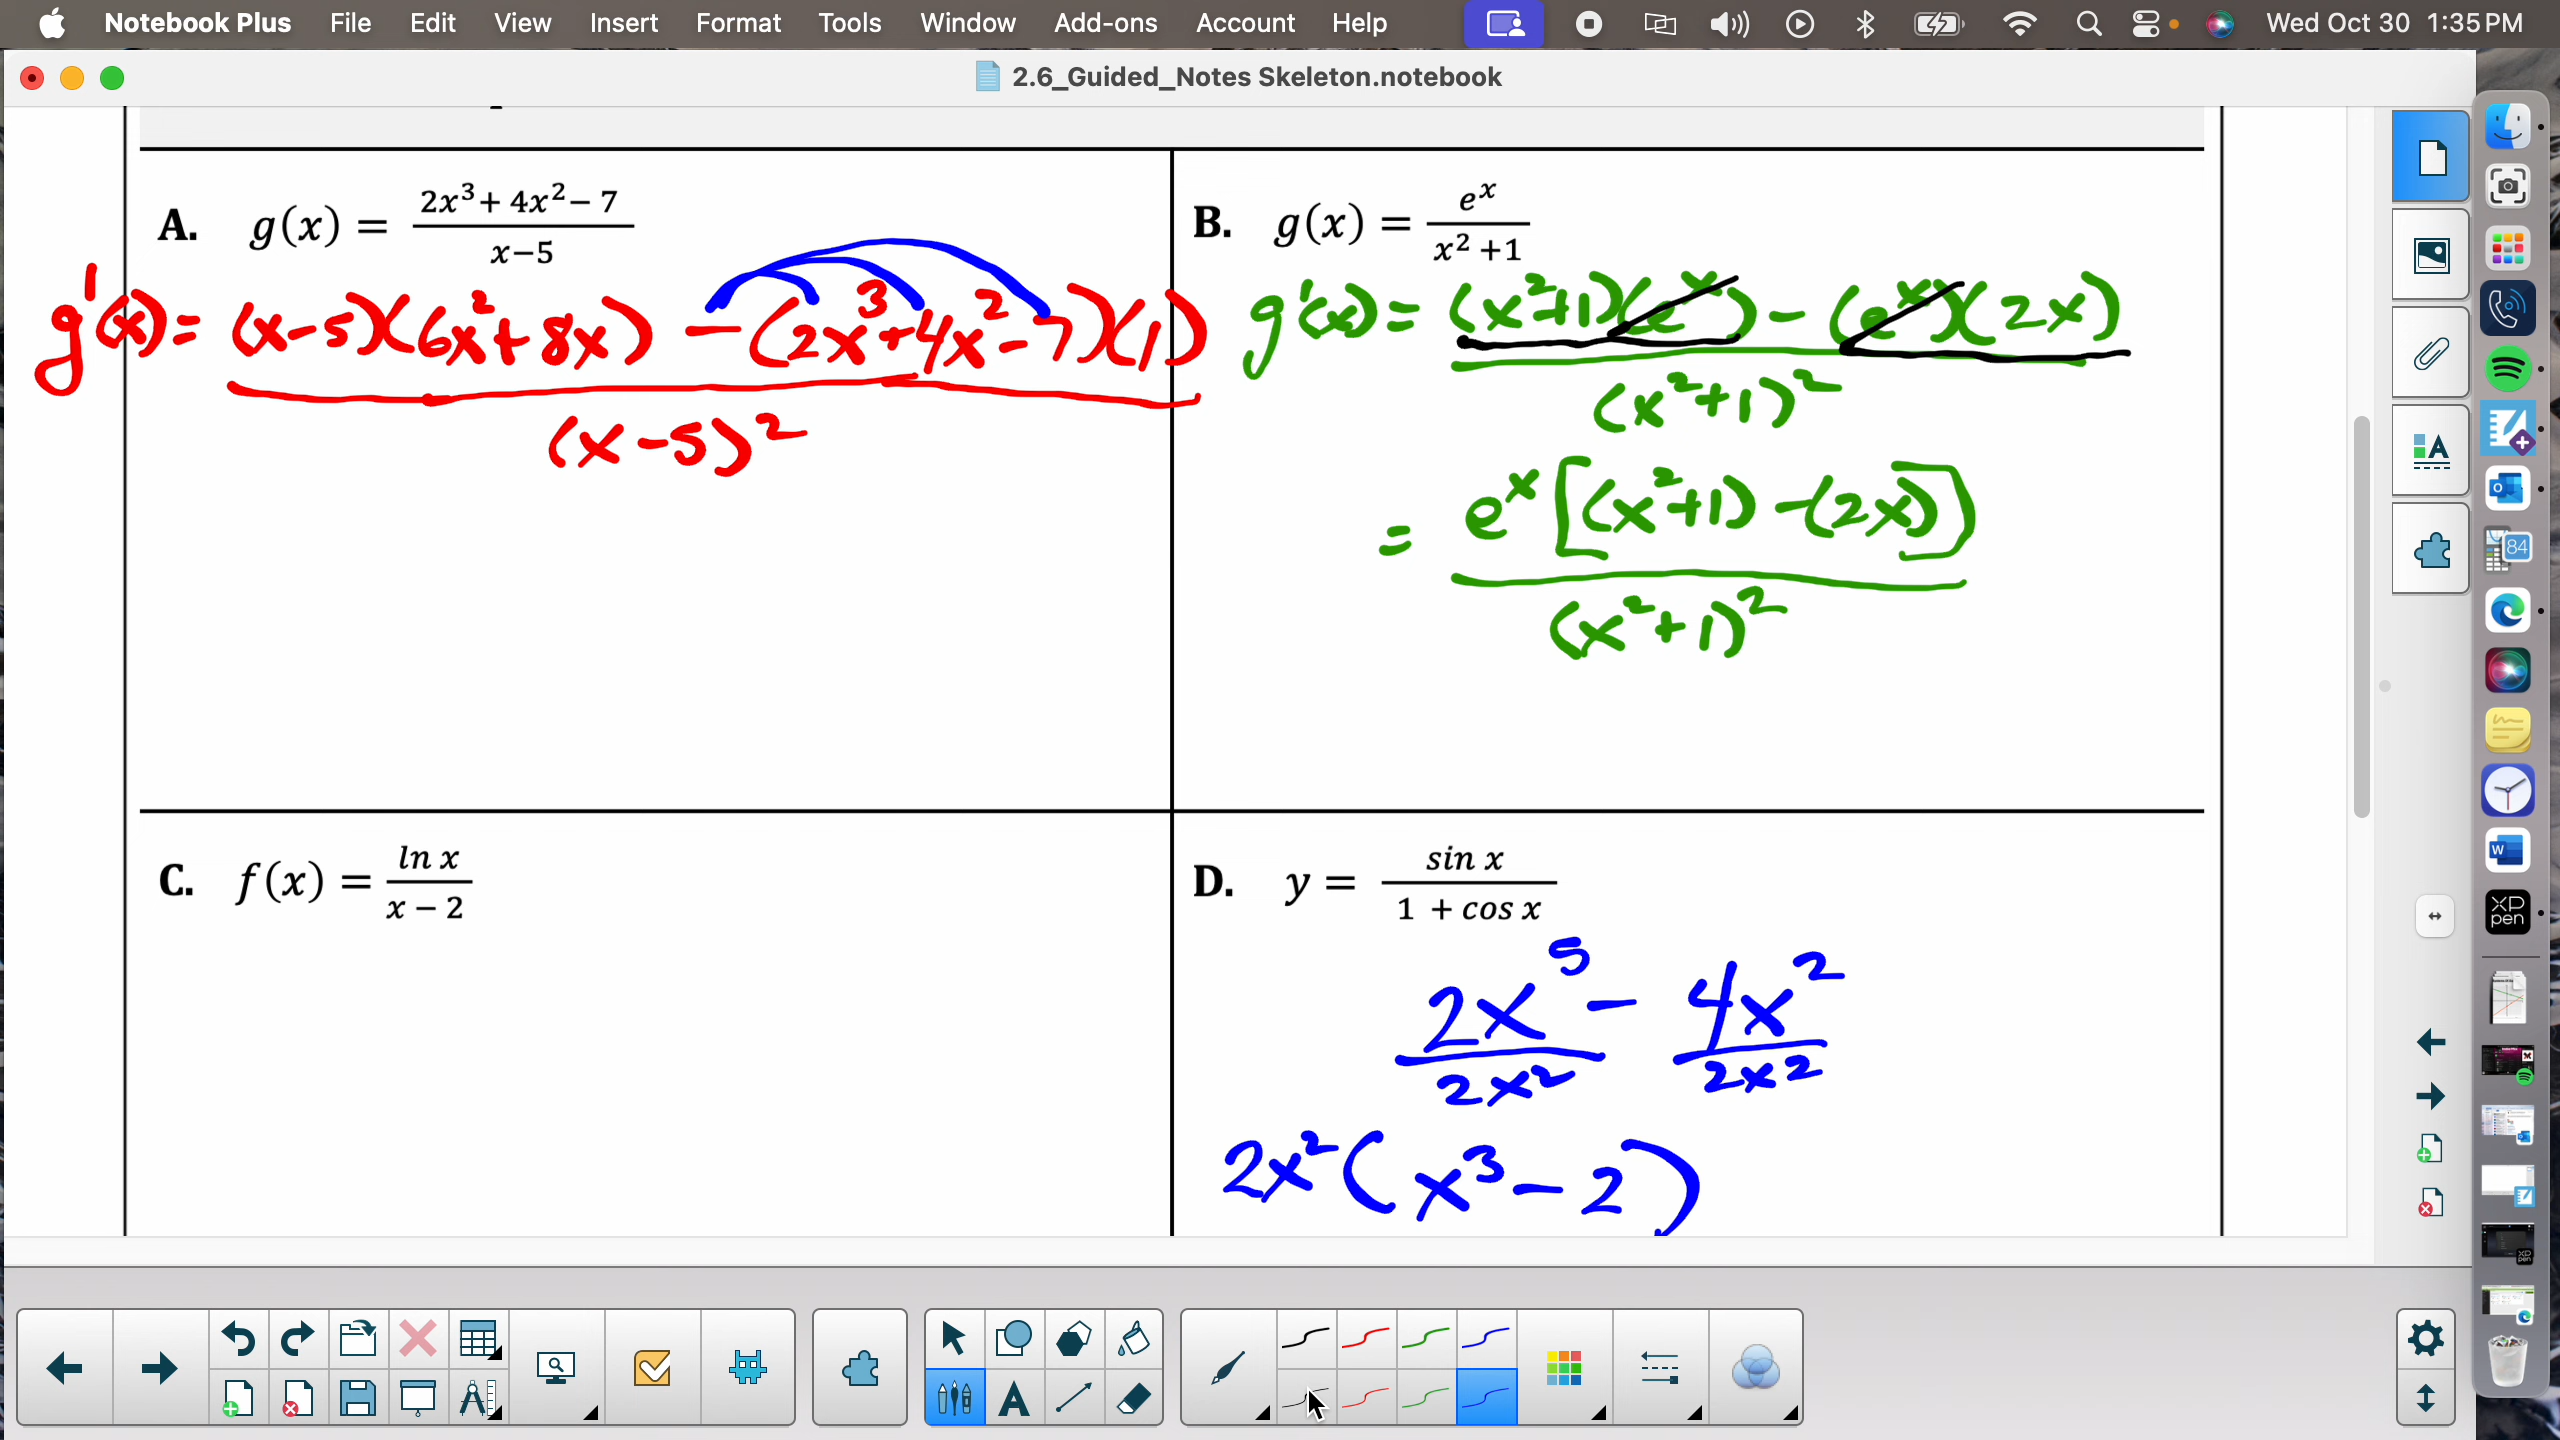 Notebook Plus File Edit View Insert Format Tools Window Add-ons Account Help Wed Oct 30 1:35 PM
2.6_Guided_Notes Skeleton.notebook
A. g(x) = (2x³ + 4x² − 7)/(x−5)
g'(x) = ((x−5)(6x²+8x) − (2x³+4x²−7)(1))/(x−5)²
B. g(x) = eˣ/(x² +1)
g'(x) = ((x²+1)(eˣ) − (eˣ)(2x))/(x²+1)²
= eˣ[(x²+1) −(2x)]/(x²+1)²
C. f(x) = ln x/(x − 2)
D. y = sin x/(1 + cos x)
2x⁵/2x² − 4x²/2x²
2x²(x³ − 2)
A
84
W
XP
pen
A